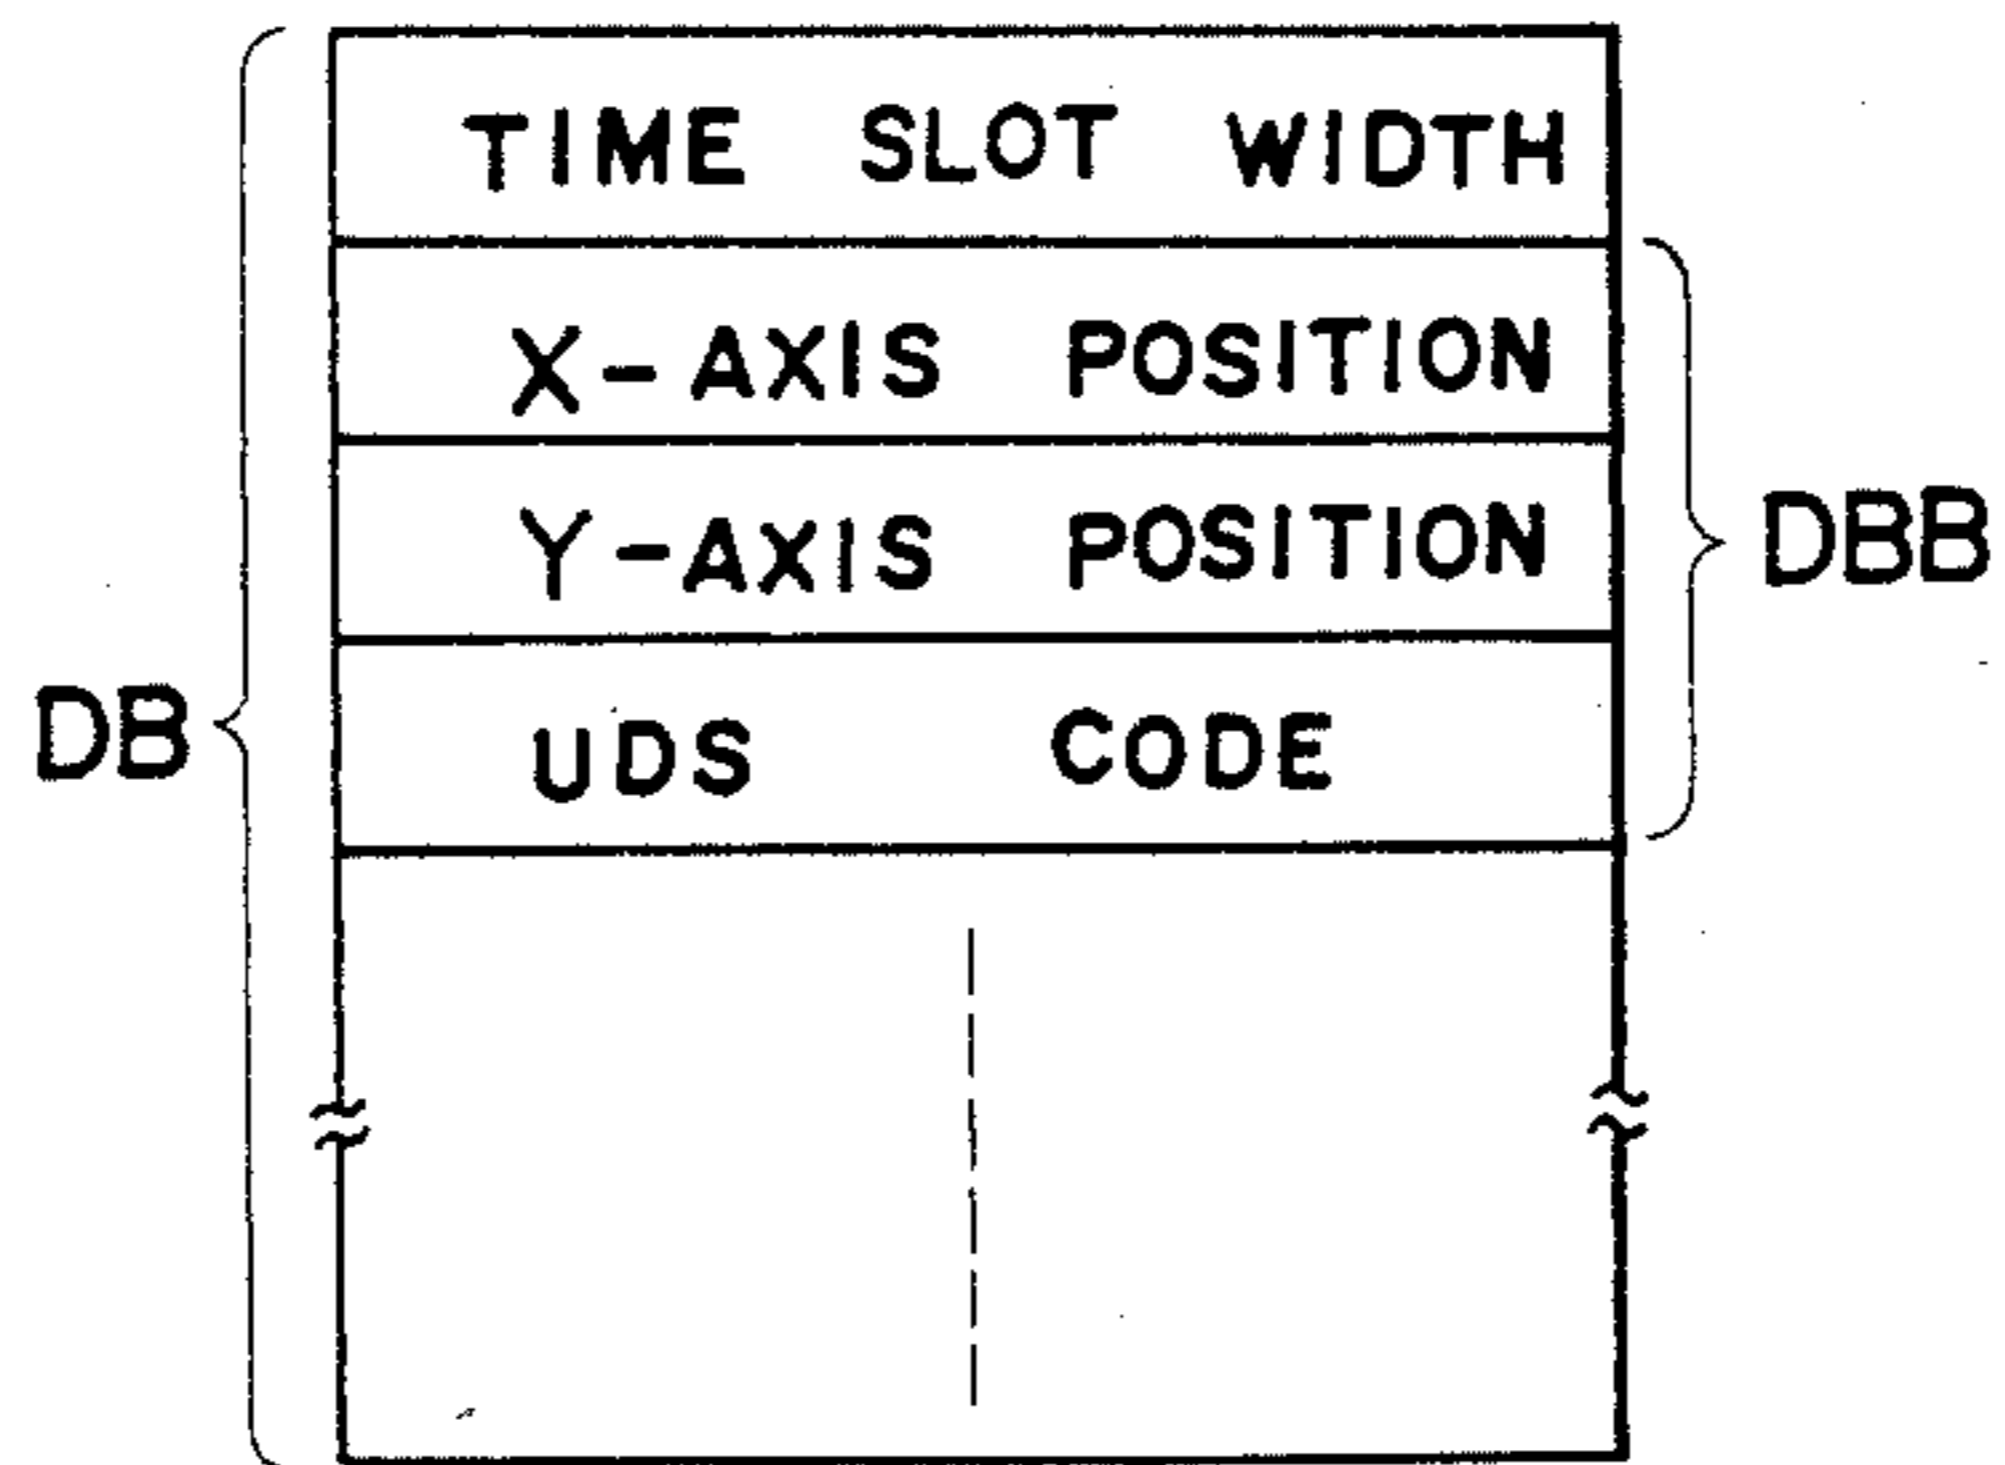 TIME SLOT WIDTH
X-AXIS POSITION
Y-AXIS POSITION
DBB
UDS CODE
DB